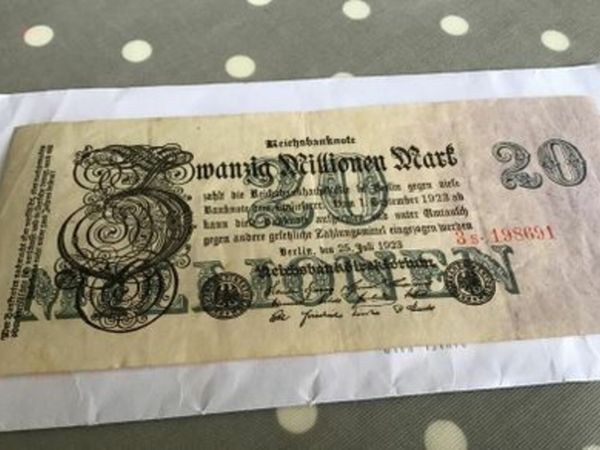 Reichsbanknote
Zwanzig Millionen Mark
20
zahlt die Reichsbankhauptkasse in Berlin gegen diese
Banknote dem Einlieferer. Vom 1. September 1923 ab
kann diese Banknote aufgerufen und unter Umtausch
gegen andere gesetzliche Zahlungsmittel eingezogen werden
3S·198691
Berlin, den 25. Juli 1923
Reichsbankdirektorium
20
MILLIONEN